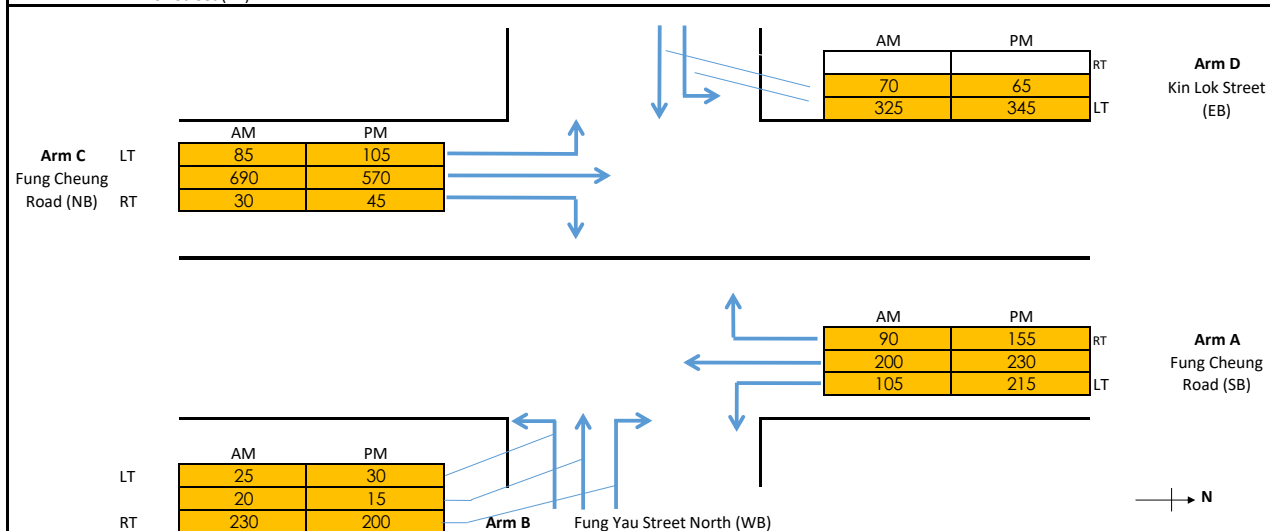 AM PM
RT
70 65
325 345 LT
Arm D
Kin Lok Street
(EB)
AM PM
Arm C LT 85 105
Fung Cheung 690 570
Road (NB) RT 30 45
AM PM
90 155 RT
200 230
105 215 LT
Arm A
Fung Cheung
Road (SB)
AM PM
LT 25 30
20 15
RT 230 200
Arm B Fung Yau Street North (WB)
N